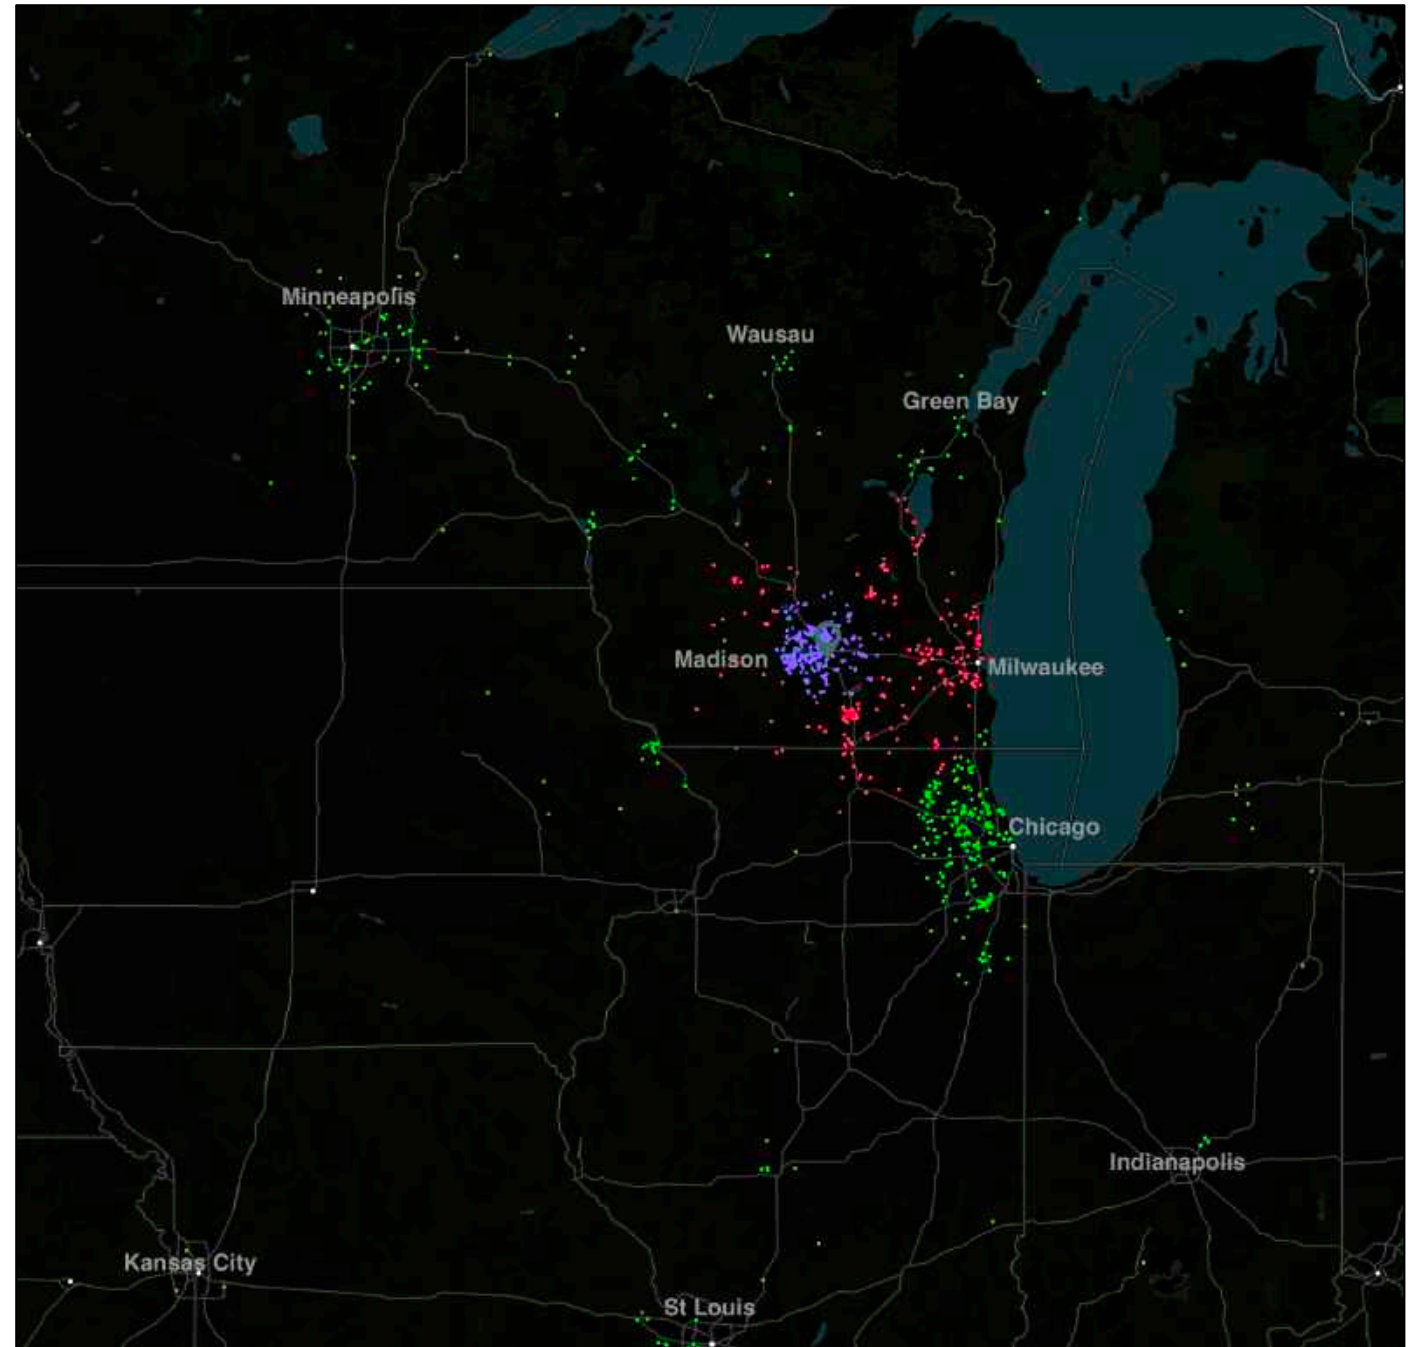 Minneapolis
Wausau
Green Bay
Madison
Milwaukee
Chicago
Indianapolis
Kansas City
St Louis